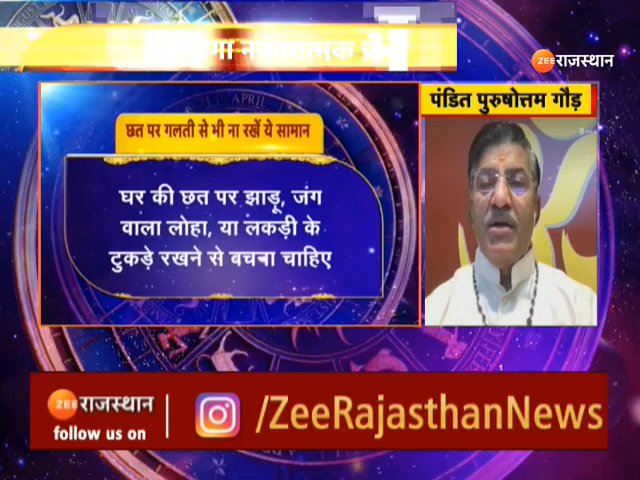 ZEE राजस्थान
पंडित पुरुषोत्तम गौड़
छत पर गलती से भी ना रखें ये सामान
घर की छत पर झाड़ू, जंग
वाला लोहा, या लकड़ी के
टुकड़े रखने से बचना चाहिए
ZEE राजस्थान
follow us on
/ZeeRajasthanNews